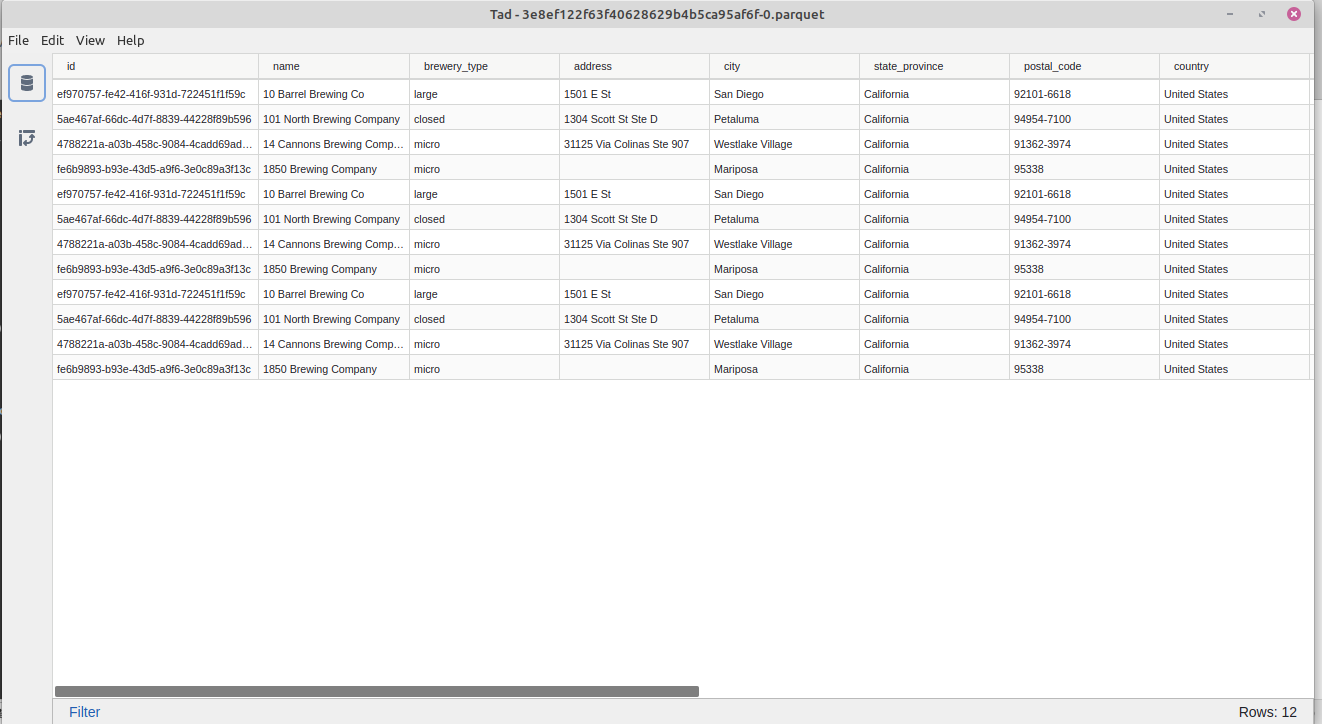 Tad - 3e8ef122f63f40628629b4b5ca95af6f-0.parquet
File Edit View Help
id name brewery_type address city state_province postal_code country
ef970757-fe42-416f-931d-722451f1f59c 10 Barrel Brewing Co large 1501 E St San Diego California 92101-6618 United States
5ae467af-66dc-4d7f-8839-44228f89b596 101 North Brewing Company closed 1304 Scott St Ste D Petaluma California 94954-7100 United States
4788221a-a03b-458c-9084-4cadd69ad... 14 Cannons Brewing Comp... micro 31125 Via Colinas Ste 907 Westlake Village California 91362-3974 United States
fe6b9893-b93e-43d5-a9f6-3e0c89a3f13c 1850 Brewing Company micro Mariposa California 95338 United States
ef970757-fe42-416f-931d-722451f1f59c 10 Barrel Brewing Co large 1501 E St San Diego California 92101-6618 United States
5ae467af-66dc-4d7f-8839-44228f89b596 101 North Brewing Company closed 1304 Scott St Ste D Petaluma California 94954-7100 United States
4788221a-a03b-458c-9084-4cadd69ad... 14 Cannons Brewing Comp... micro 31125 Via Colinas Ste 907 Westlake Village California 91362-3974 United States
fe6b9893-b93e-43d5-a9f6-3e0c89a3f13c 1850 Brewing Company micro Mariposa California 95338 United States
ef970757-fe42-416f-931d-722451f1f59c 10 Barrel Brewing Co large 1501 E St San Diego California 92101-6618 United States
5ae467af-66dc-4d7f-8839-44228f89b596 101 North Brewing Company closed 1304 Scott St Ste D Petaluma California 94954-7100 United States
4788221a-a03b-458c-9084-4cadd69ad... 14 Cannons Brewing Comp... micro 31125 Via Colinas Ste 907 Westlake Village California 91362-3974 United States
fe6b9893-b93e-43d5-a9f6-3e0c89a3f13c 1850 Brewing Company micro Mariposa California 95338 United States
Filter Rows: 12